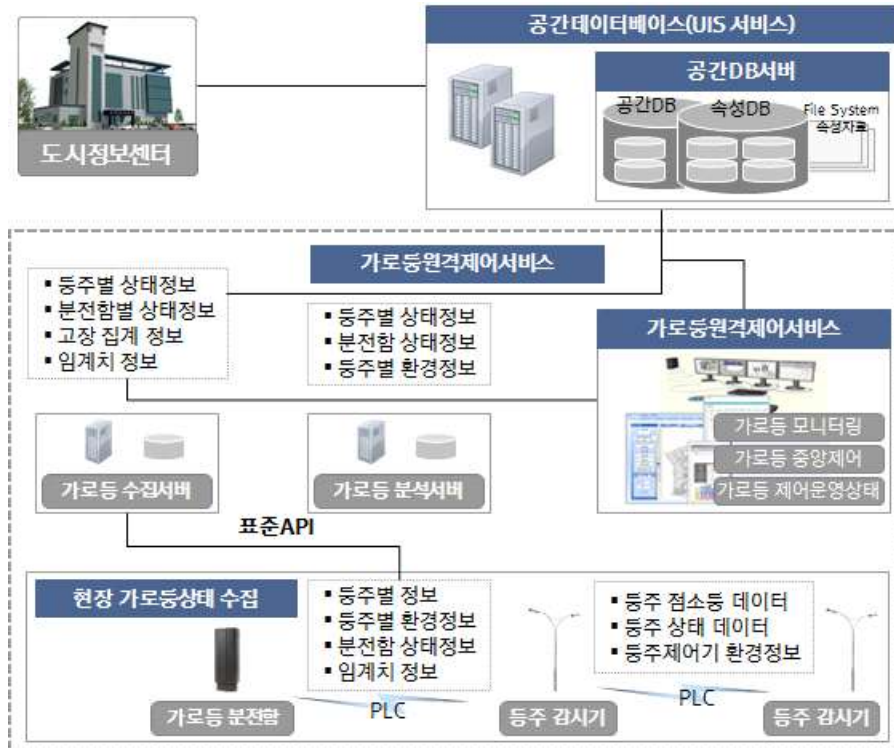 공간데이터베이스(UIS 서비스)
공간DB서버
공간DB
속성DB
File System
속성자료
도시정보센터
가로등원격제어서비스
▪ 등주별 상태정보
▪ 분전함별 상태정보
▪ 고장 집계 정보
▪ 임계치 정보
▪ 등주별 상태정보
▪ 분전함 상태정보
▪ 등주별 환경정보
가로등원격제어서비스
가로등 모니터링
가로등 중앙제어
가로등 제어운영상태
가로등 수집서버
가로등 분석서버
표준API
현장 가로등상태 수집
▪ 등주별 정보
▪ 등주별 환경정보
▪ 분전함 상태정보
▪ 임계치 정보
▪ 등주 점소등 데이터
▪ 등주 상태 데이터
▪ 등주제어기 환경정보
가로등 분전함
PLC
등주 감시기
PLC
등주 감시기